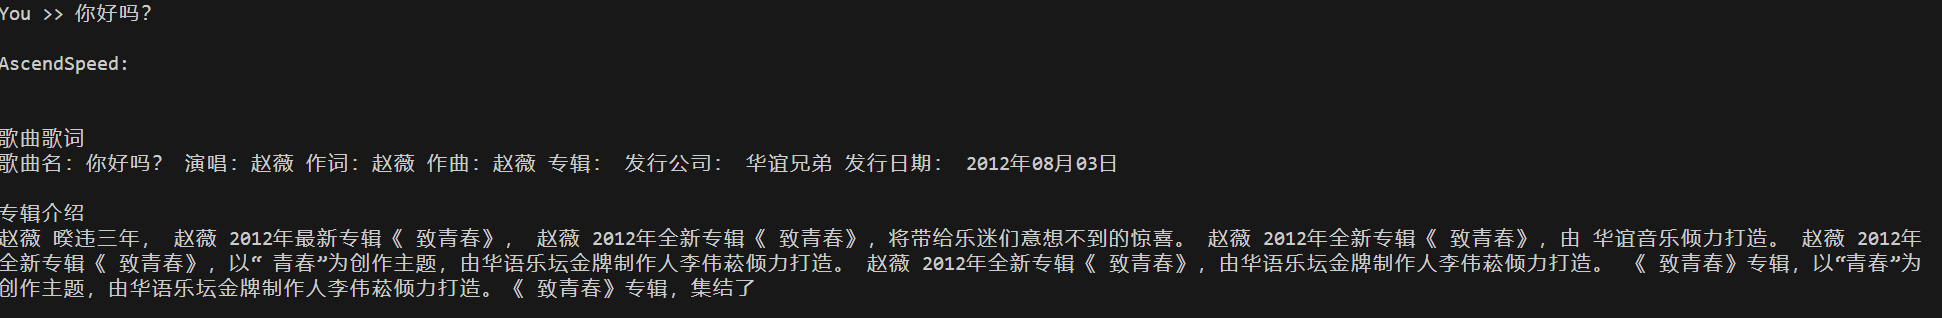 You >> 你好吗？
AscendSpeed:
歌曲歌词
歌曲名：你好吗？ 演唱：赵薇 作词：赵薇 作曲：赵薇 专辑： 发行公司： 华谊兄弟 发行日期： 2012年08月03日
专辑介绍
赵薇 暌违三年， 赵薇 2012年最新专辑《 致青春》， 赵薇 2012年全新专辑《 致青春》，将带给乐迷们意想不到的惊喜。 赵薇 2012年全新专辑《 致青春》，由 华谊音乐倾力打造。 赵薇 2012年
全新专辑《 致青春》，以“ 青春”为创作主题，由华语乐坛金牌制作人李伟菘倾力打造。 赵薇 2012年全新专辑《 致青春》，由华语乐坛金牌制作人李伟菘倾力打造。 《 致青春》专辑，以“青春”为
创作主题，由华语乐坛金牌制作人李伟菘倾力打造。《 致青春》专辑，集结了